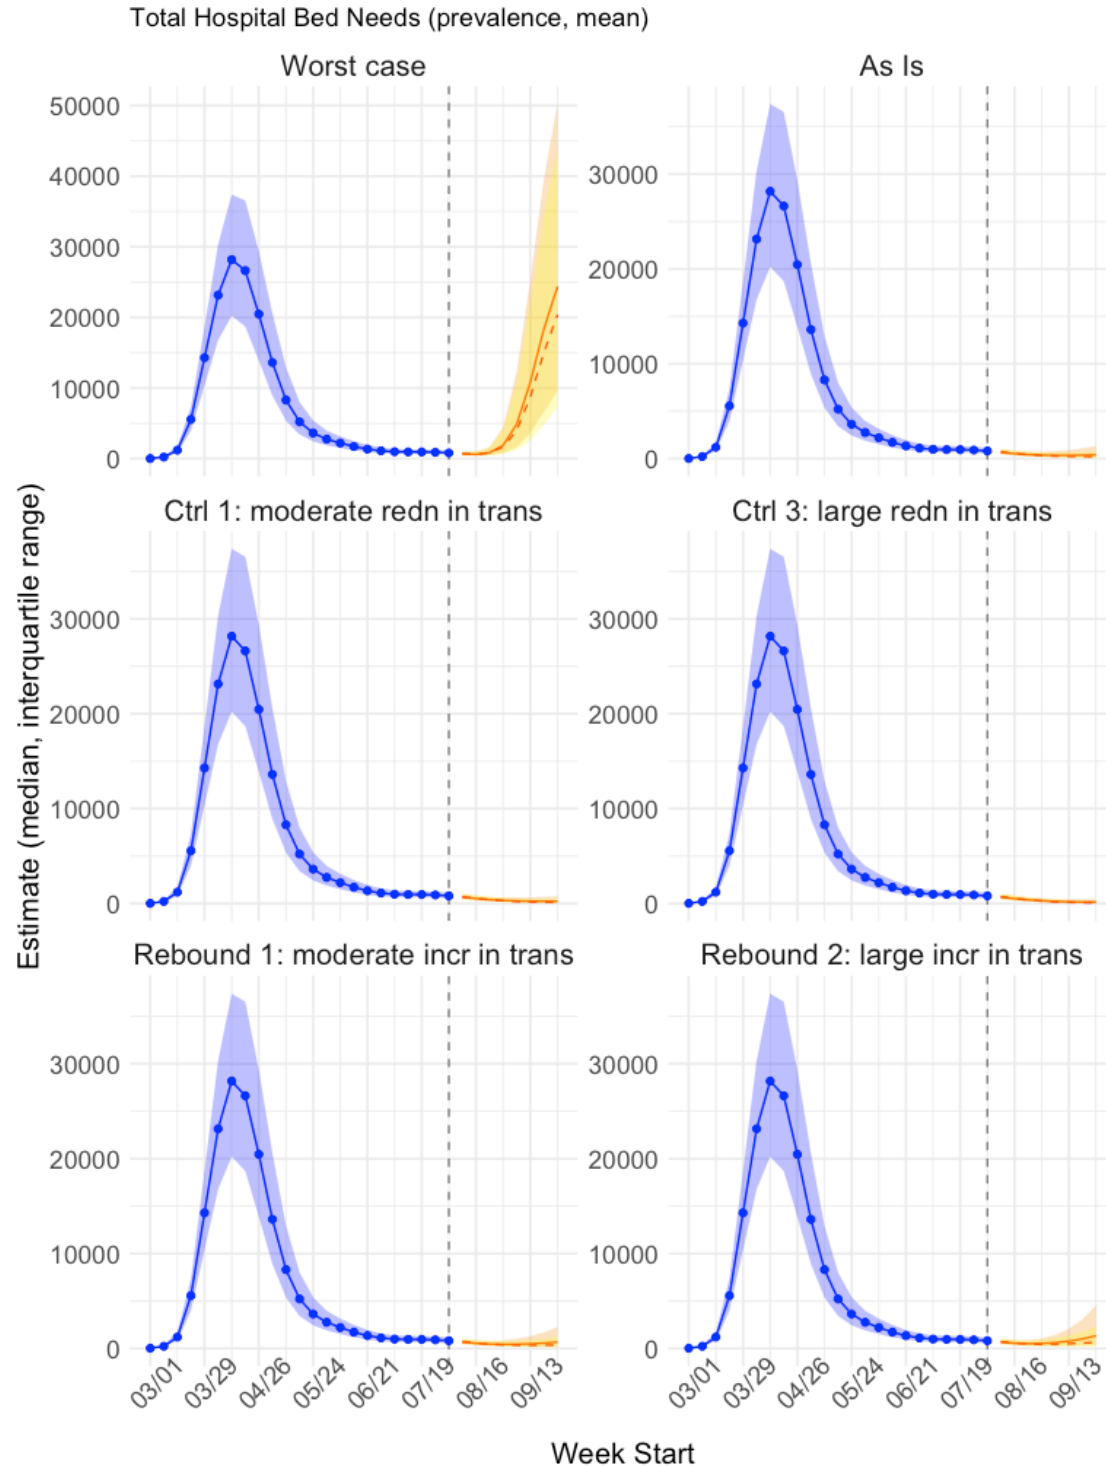 Total Hospital Bed Needs (prevalence, mean)
Worst case
As Is
50000
40000
30000
20000
10000
0
30000
20000
10000
0
Estimate (median, interquartile range)
Ctrl 1: moderate redn in trans
Ctrl 3: large redn in trans
30000
20000
10000
0
30000
20000
10000
0
Rebound 1: moderate incr in trans
Rebound 2: large incr in trans
30000
20000
10000
0
30000
20000
10000
0
03/01 03/29 04/26 05/24 06/21 07/19 08/16 09/13
03/01 03/29 04/26 05/24 06/21 07/19 08/16 09/13
Week Start